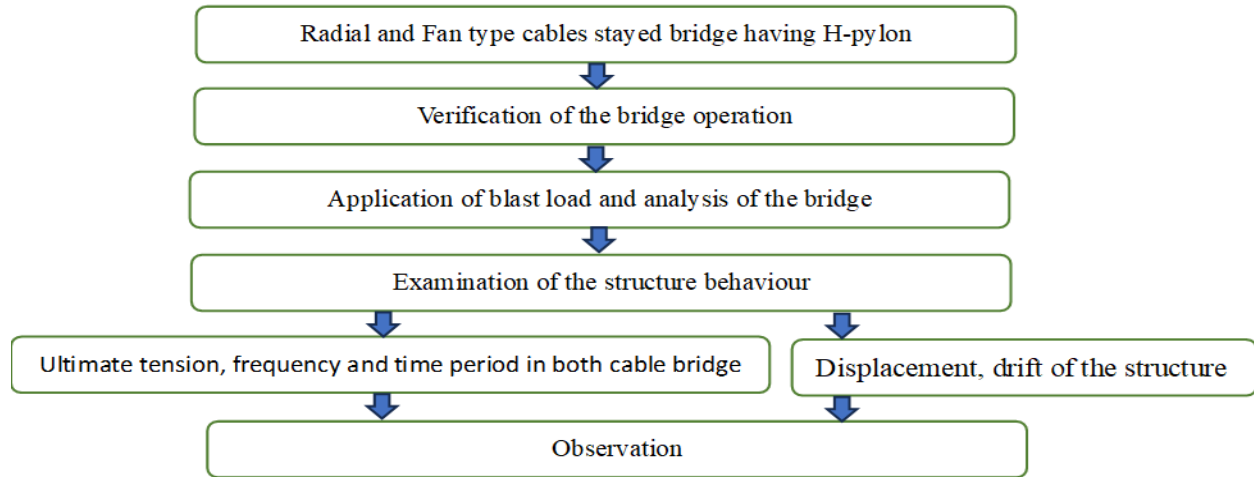 Radial and Fan type cables stayed bridge having H-pylon
Verification of the bridge operation
Application of blast load and analysis of the bridge
Examination of the structure behaviour
Ultimate tension, frequency and time period in both cable bridge
Displacement, drift of the structure
Observation